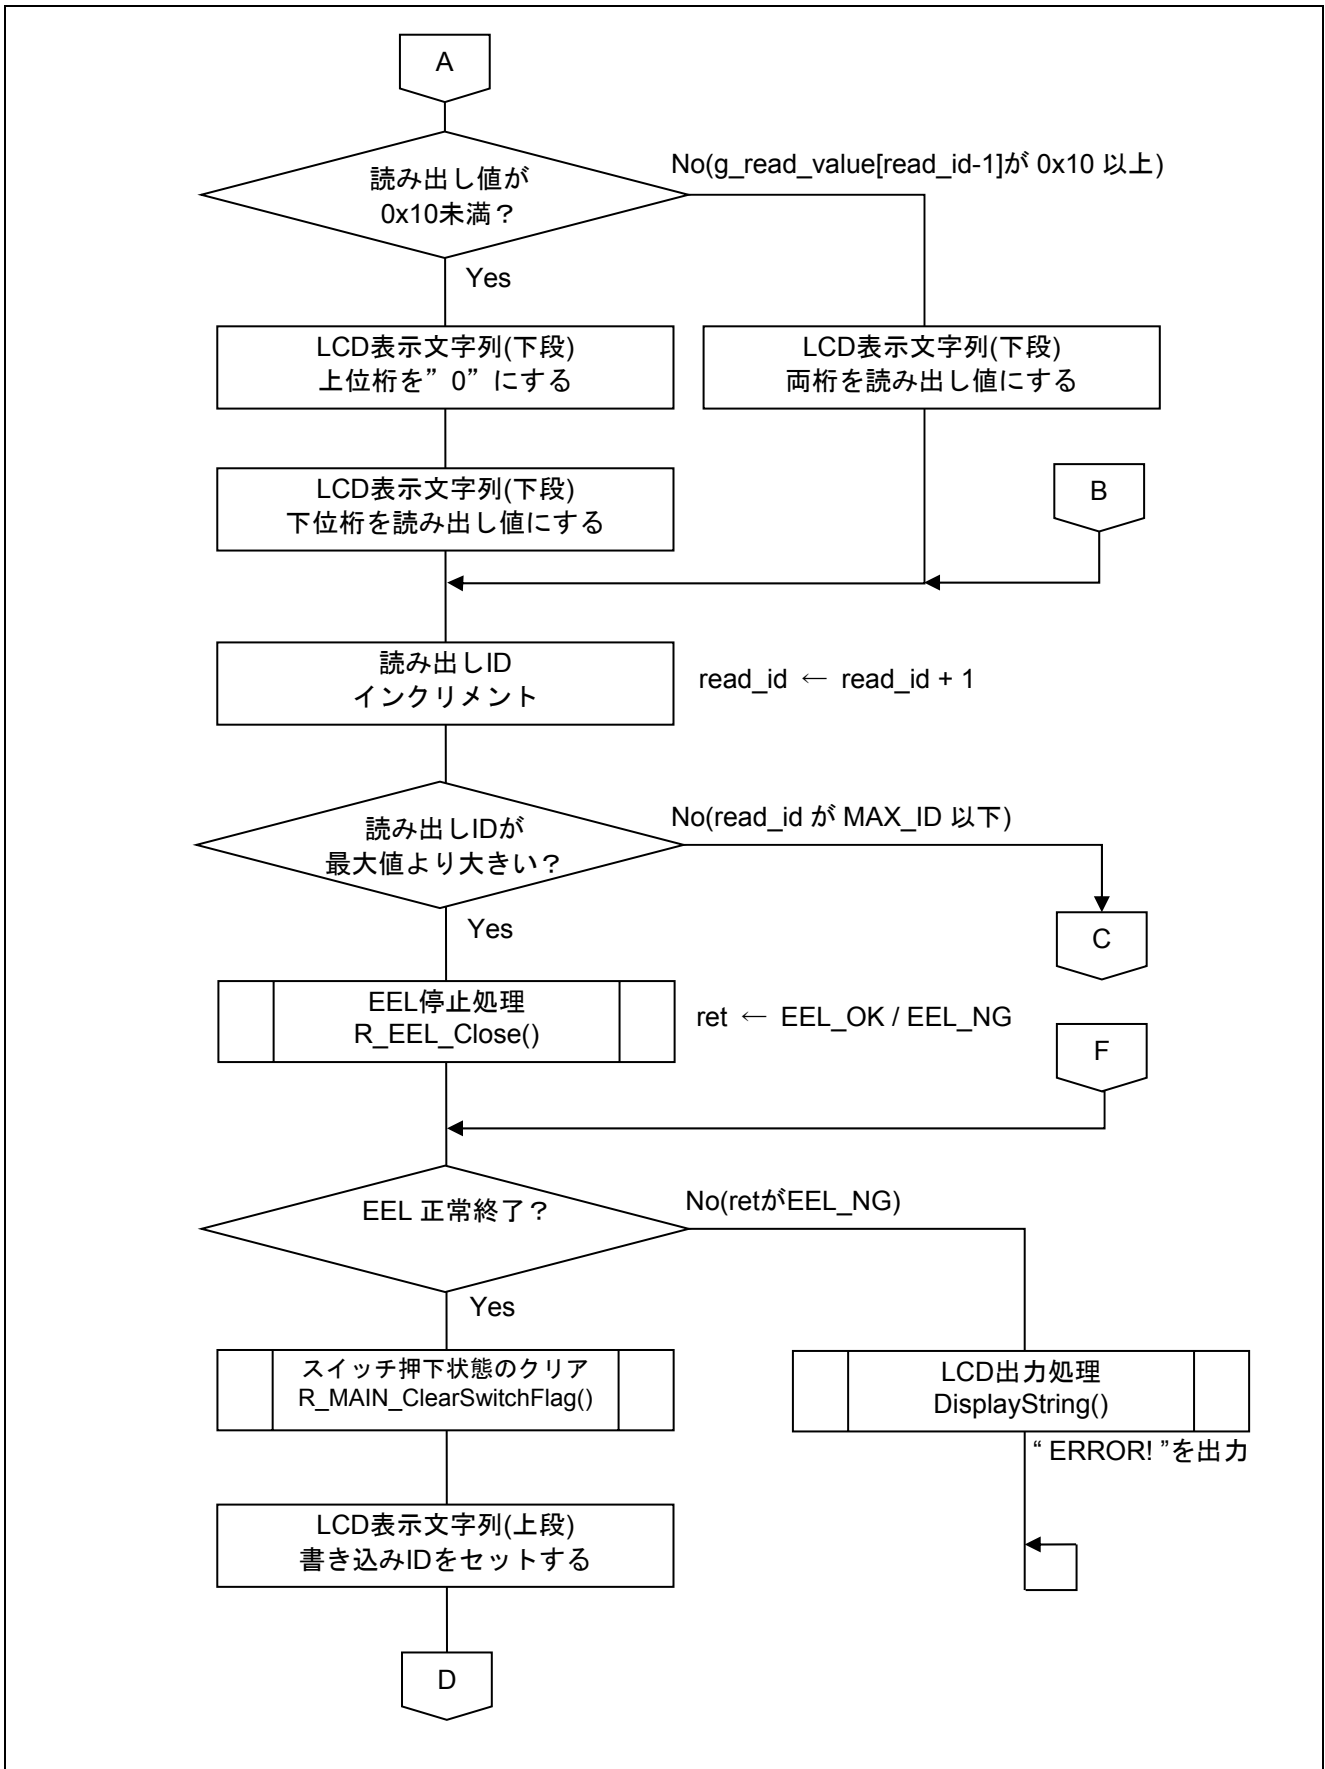 A
読み出し値が
0x10未満？
No(g_read_value[read_id-1]が 0x10 以上)
Yes
LCD表示文字列(下段)
上位桁を”0”にする
LCD表示文字列(下段)
両桁を読み出し値にする
LCD表示文字列(下段)
下位桁を読み出し値にする
B
読み出しID
インクリメント
read_id ← read_id + 1
読み出しIDが
最大値より大きい？
No(read_id が MAX_ID 以下)
Yes
C
EEL停止処理
R_EEL_Close()
ret ← EEL_OK / EEL_NG
F
EEL 正常終了？
No(retがEEL_NG)
Yes
スイッチ押下状態のクリア
R_MAIN_ClearSwitchFlag()
LCD出力処理
DisplayString()
“ ERROR! ”を出力
LCD表示文字列(上段)
書き込みIDをセットする
D